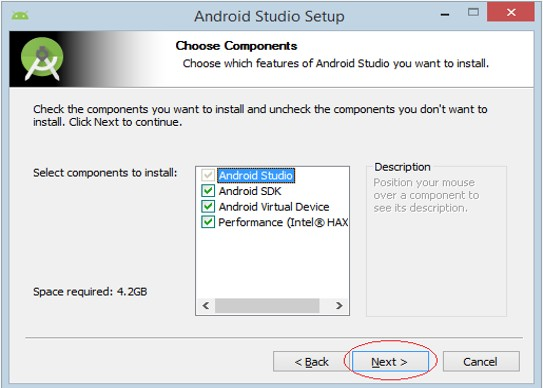 Android Studio Setup
Choose Components
Choose which features of Android Studio you want to install.
Check the components you want to install and uncheck the components you don't want to
install. Click Next to continue.
Select components to install:
Android Studio
Android SDK
Android Virtual Device
Performance (Intel® HAX
Description
Position your mouse
over a component to
see its description.
Space required: 4.2GB
< Back
Next >
Cancel